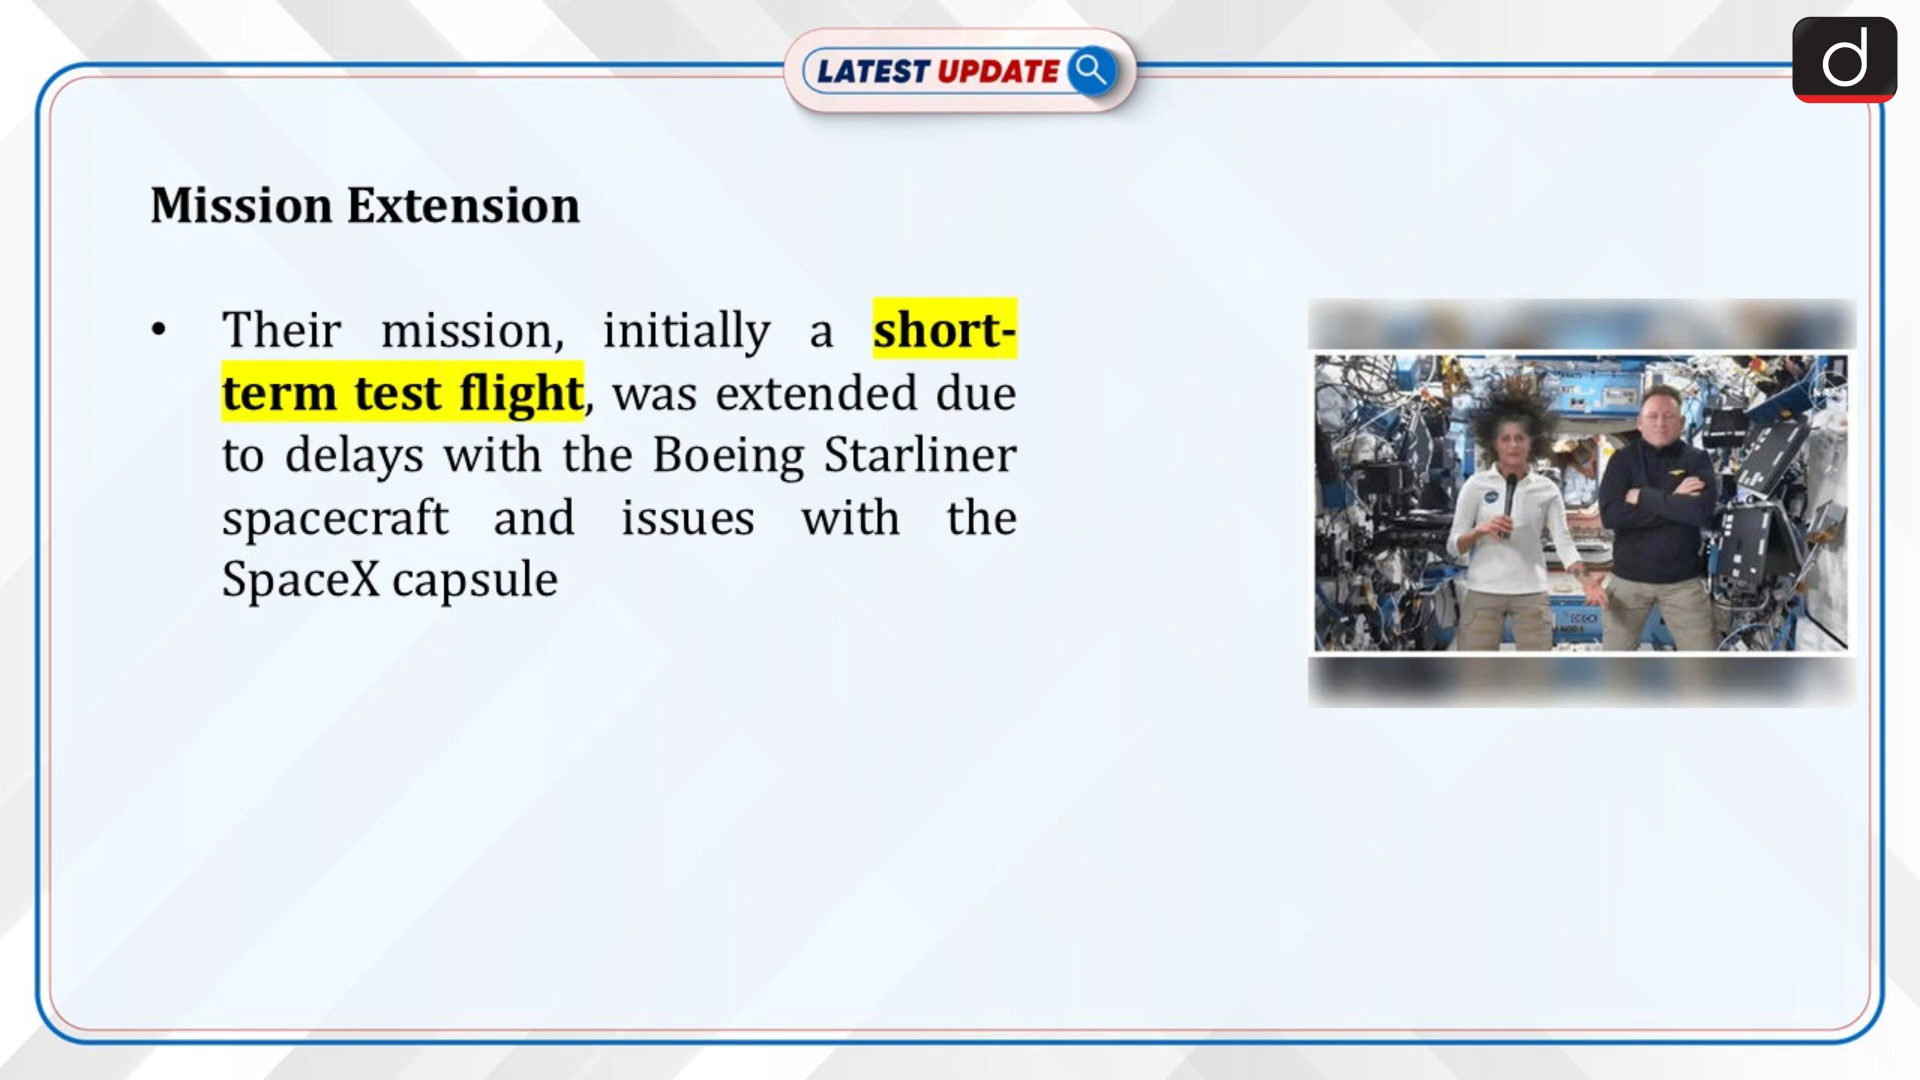 LATEST UPDATE
d
Mission Extension
• Their mission, initially a short-
term test flight, was extended due
to delays with the Boeing Starliner
spacecraft and issues with the
SpaceX capsule